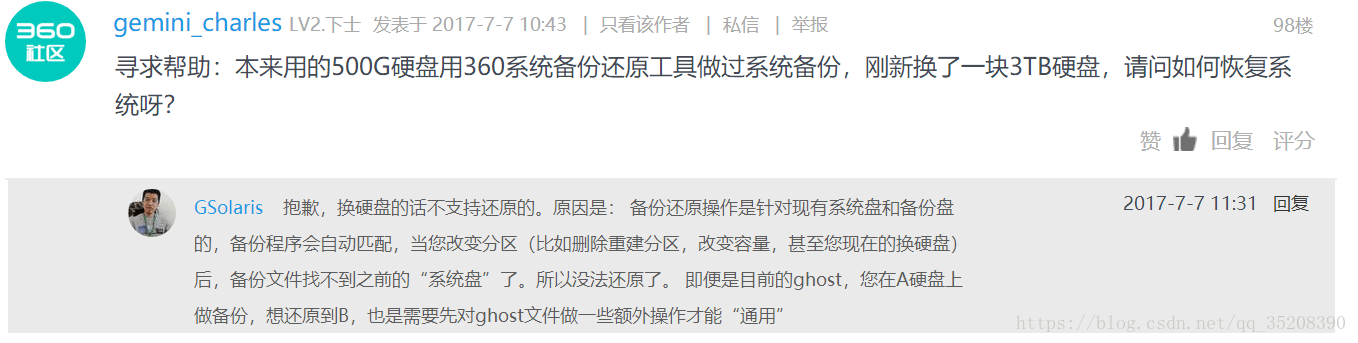 360
社区
gemini_charles LV2.下士 发表于 2017-7-7 10:43 | 只看该作者 | 私信 | 举报 98楼
寻求帮助：本来用的500G硬盘用360系统备份还原工具做过系统备份，刚新换了一块3TB硬盘，请问如何恢复系
统呀？
赞 回复 评分
GSolaris 抱歉，换硬盘的话不支持还原的。原因是： 备份还原操作是针对现有系统盘和备份盘 2017-7-7 11:31 回复
的，备份程序会自动匹配，当您改变分区（比如删除重建分区，改变容量，甚至您现在的换硬盘）
后，备份文件找不到之前的“系统盘”了。所以没法还原了。 即便是目前的ghost，您在A硬盘上
做备份，想还原到B，也是需要先对ghost文件做一些额外操作才能“通用”
https://blog.csdn.net/qq_35208390